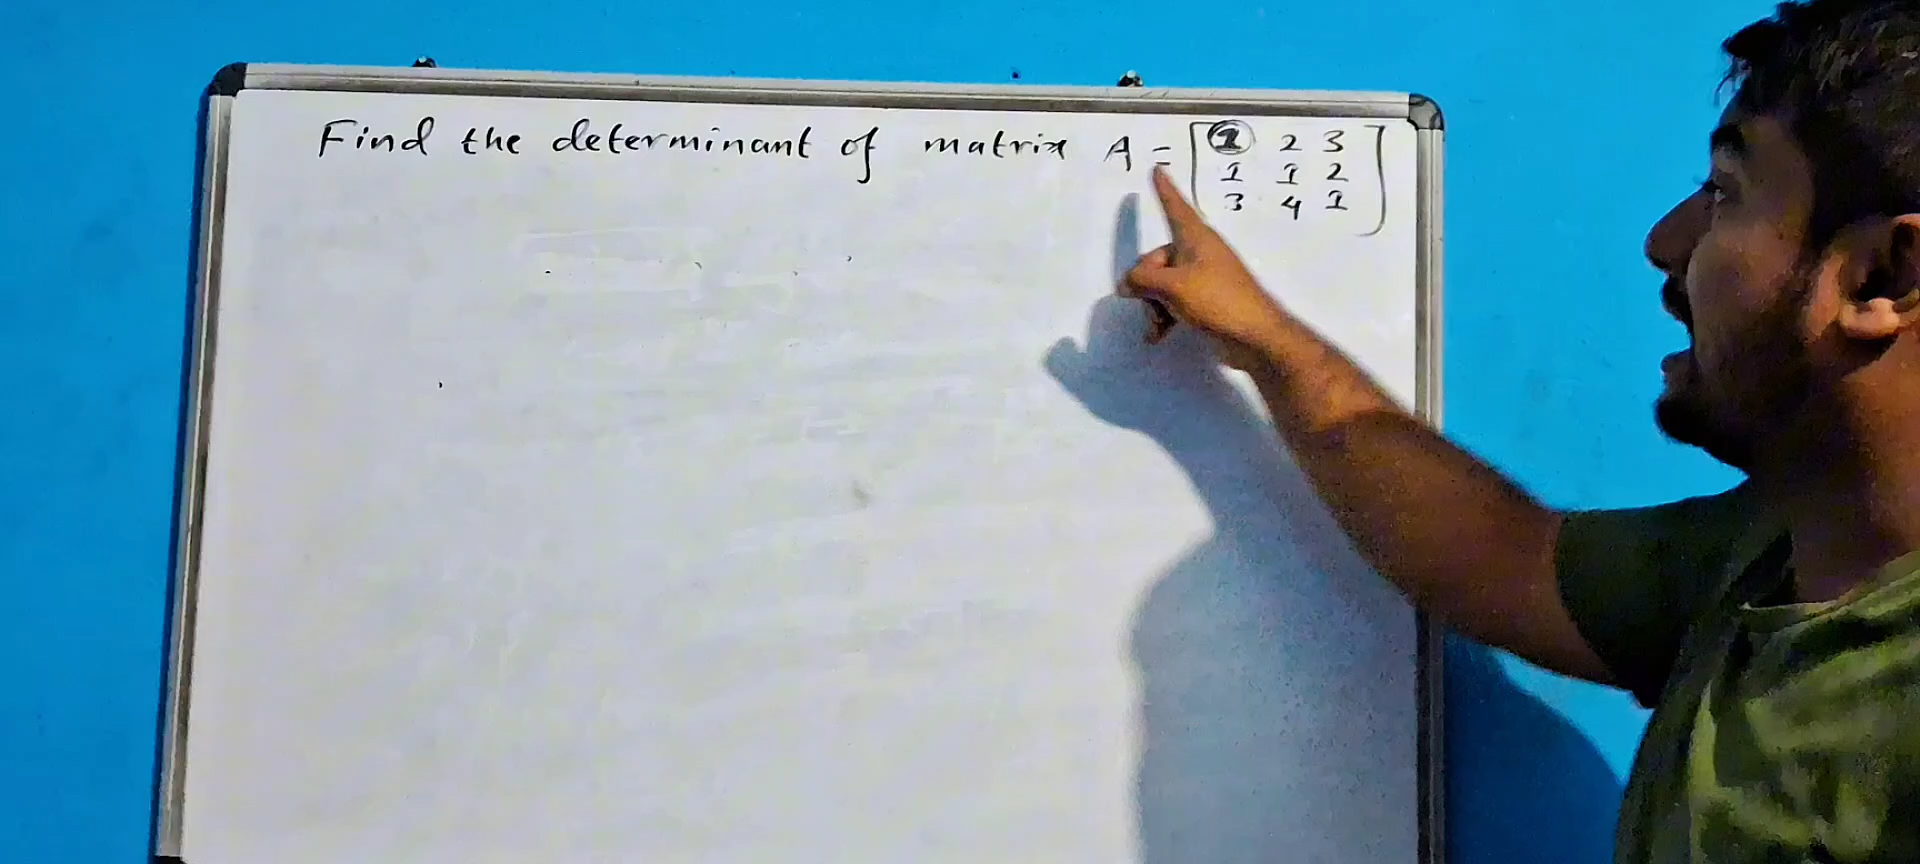 Find the determinant of matrix A = [1 2 3
1 1 2
3 4 1]